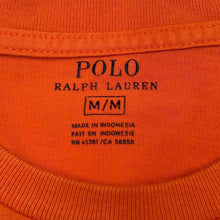 POLO
RALPH LAUREN
M/M
MADE IN INDONESIA
FAIT EN INDONESIE
RN 41381/CA 56658